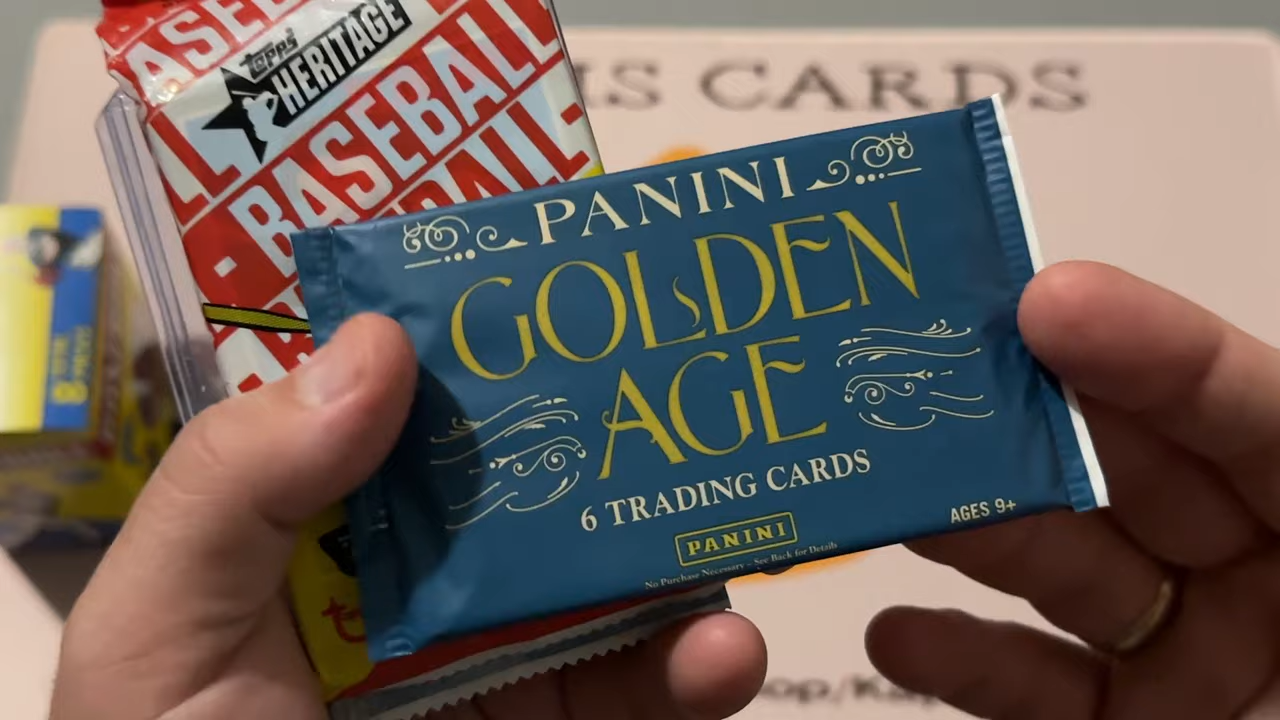 topps
HERITAGE
BASEBALL
IS CARDS
PANINI
GOLDEN
AGE
6 TRADING CARDS
PANINI
AGES 9+
No Purchase Necessary – See Back for Details